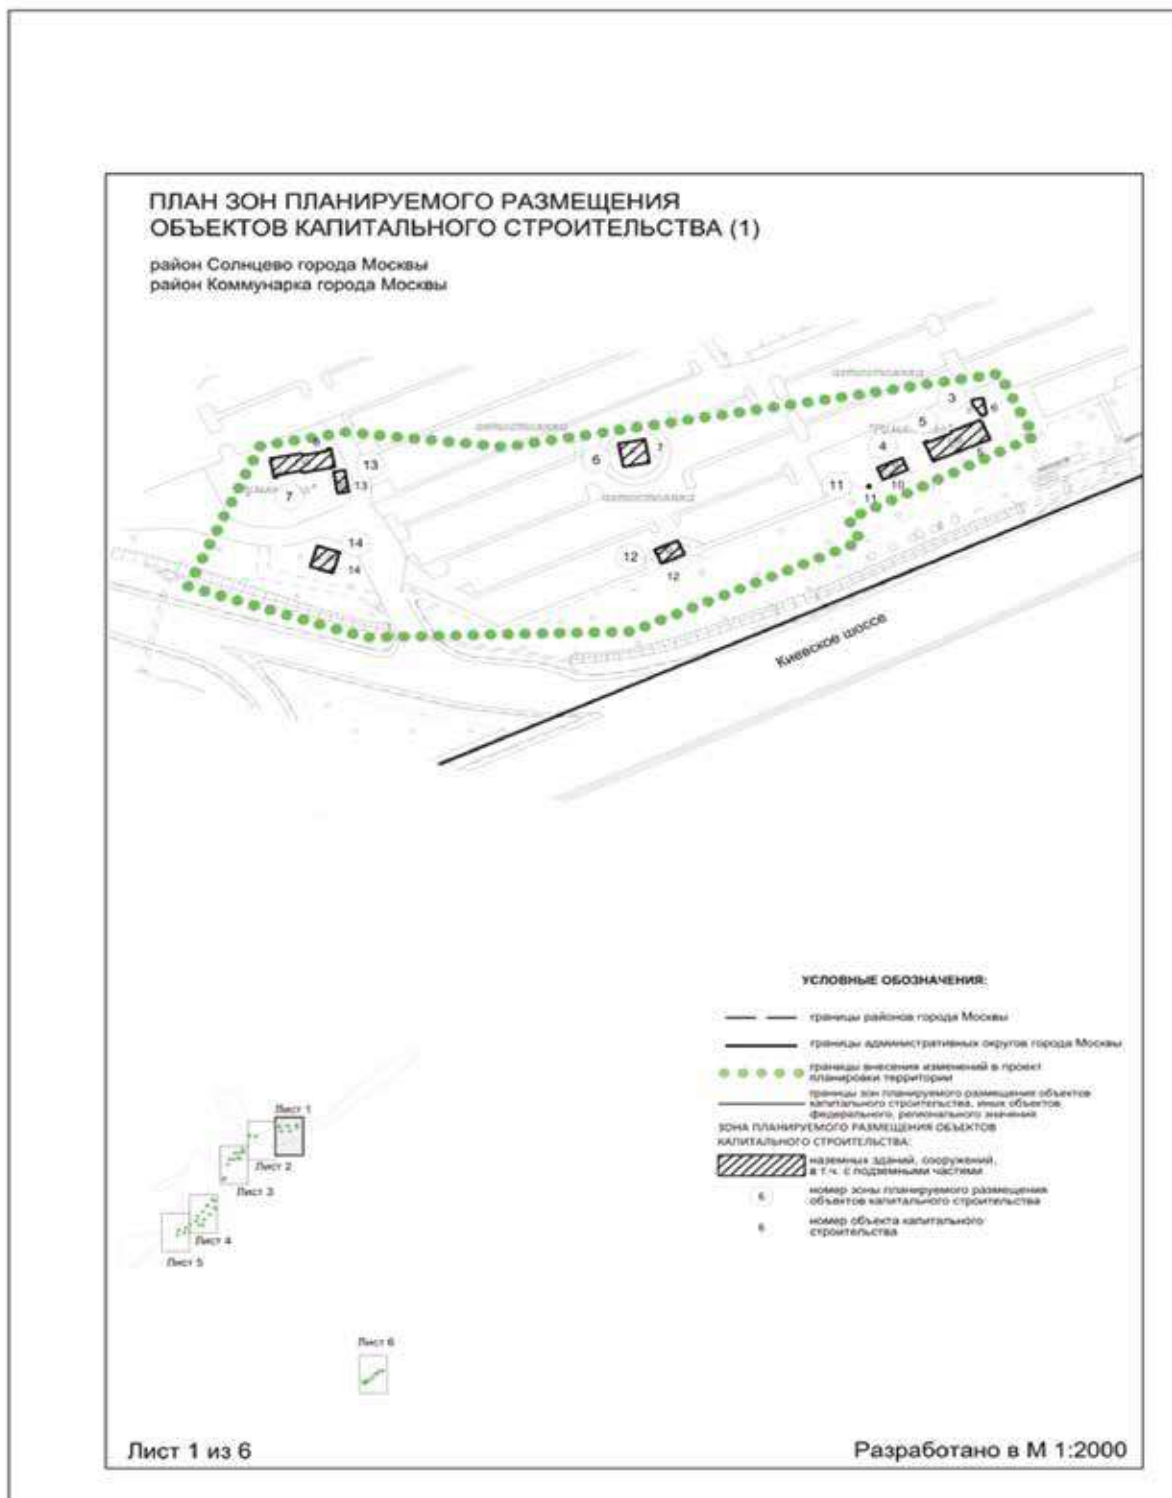 ПЛАН ЗОН ПЛАНИРУЕМОГО РАЗМЕЩЕНИЯ
ОБЪЕКТОВ КАПИТАЛЬНОГО СТРОИТЕЛЬСТВА (1)
район Солнцево города Москвы
район Коммунарка города Москвы
автостоянка
3
6
автостоянка
5
4
6
7
8
13
13
7
автостоянка
10
11
11
5
14
14
12
12
Киевское шоссе
УСЛОВНЫЕ ОБОЗНАЧЕНИЯ:
границы районов города Москвы
границы административных округов города Москвы
границы внесения изменений в проект
планировки территории
границы зон планируемого размещения объектов
капитального строительства, иных объектов
федерального, регионального значения
ЗОНА ПЛАНИРУЕМОГО РАЗМЕЩЕНИЯ ОБЪЕКТОВ
КАПИТАЛЬНОГО СТРОИТЕЛЬСТВА:
наземных зданий, сооружений,
в т.ч. с подземными частями
6
номер зоны планируемого размещения
объектов капитального строительства
6
номер объекта капитального
строительства
Лист 1
Лист 2
Лист 3
Лист 4
Лист 5
Лист 6
Лист 1 из 6
Разработано в М 1:2000